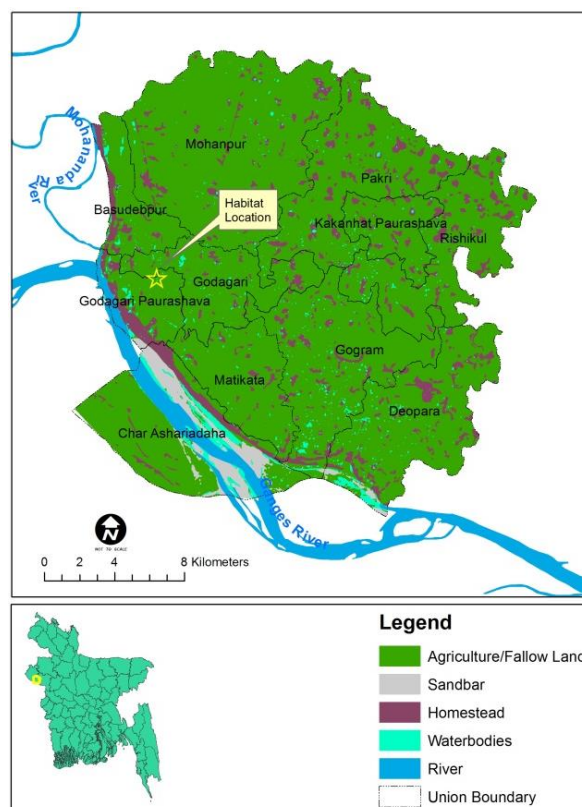 Mohananda River
Mohanpur
Pakri
Habitat
Location
Basudebpur
Kakanhat Paurashava
Rishikul
Godagari
Godagari Paurashava
Gogram
Matikata
Deopara
Char Ashariadaha
Ganges River
N
NOT TO SCALE
0 2 4 8 Kilometers
Legend
Agriculture/Fallow Land
Sandbar
Homestead
Waterbodies
River
Union Boundary